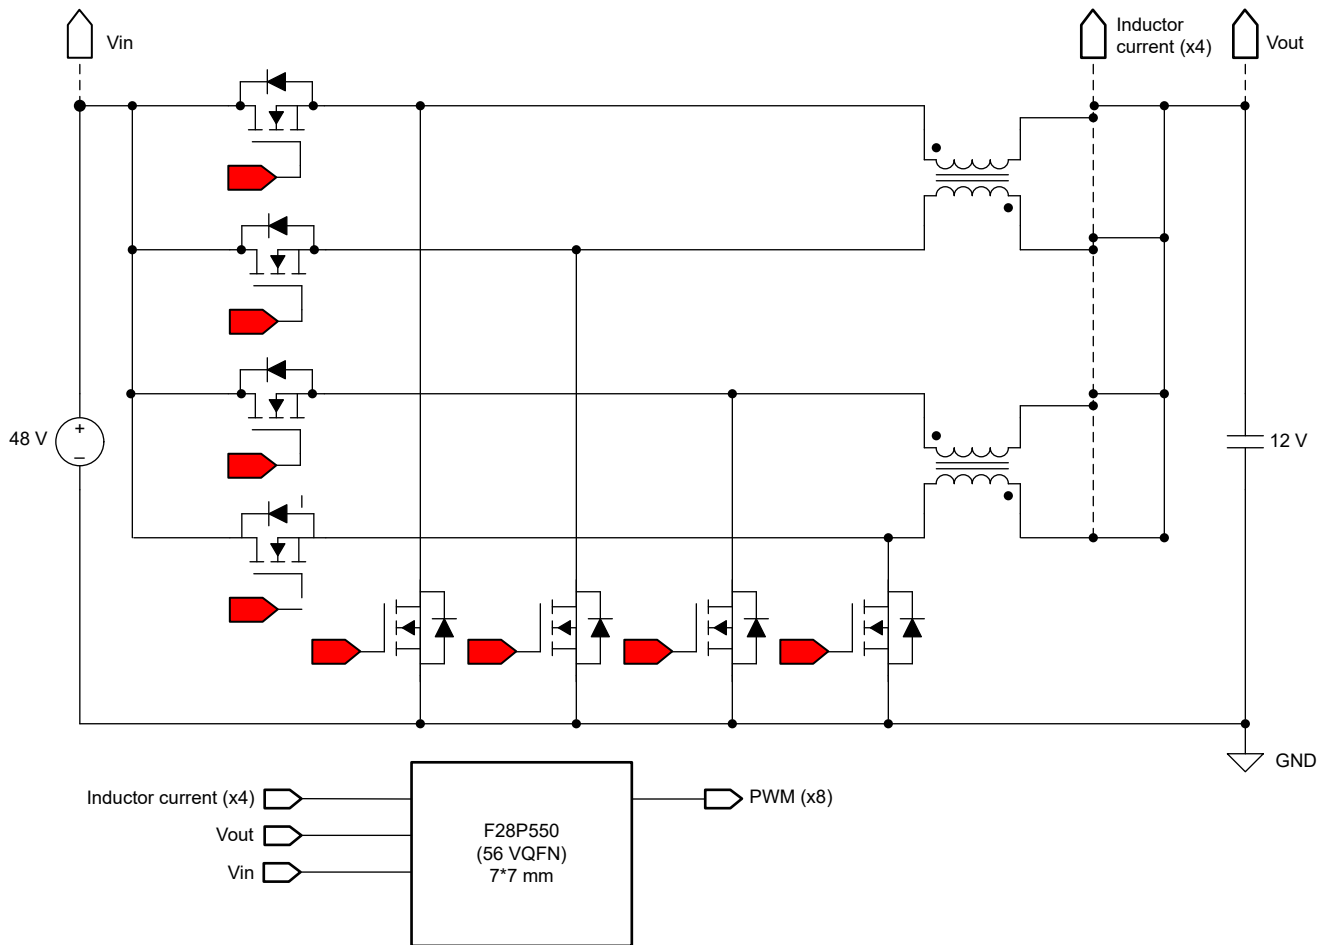 Vin
Inductor
current (x4)
Vout
48 V
+
–
12 V
GND
Inductor current (x4)
Vout
Vin
F28P550
(56 VQFN)
7*7 mm
PWM (x8)